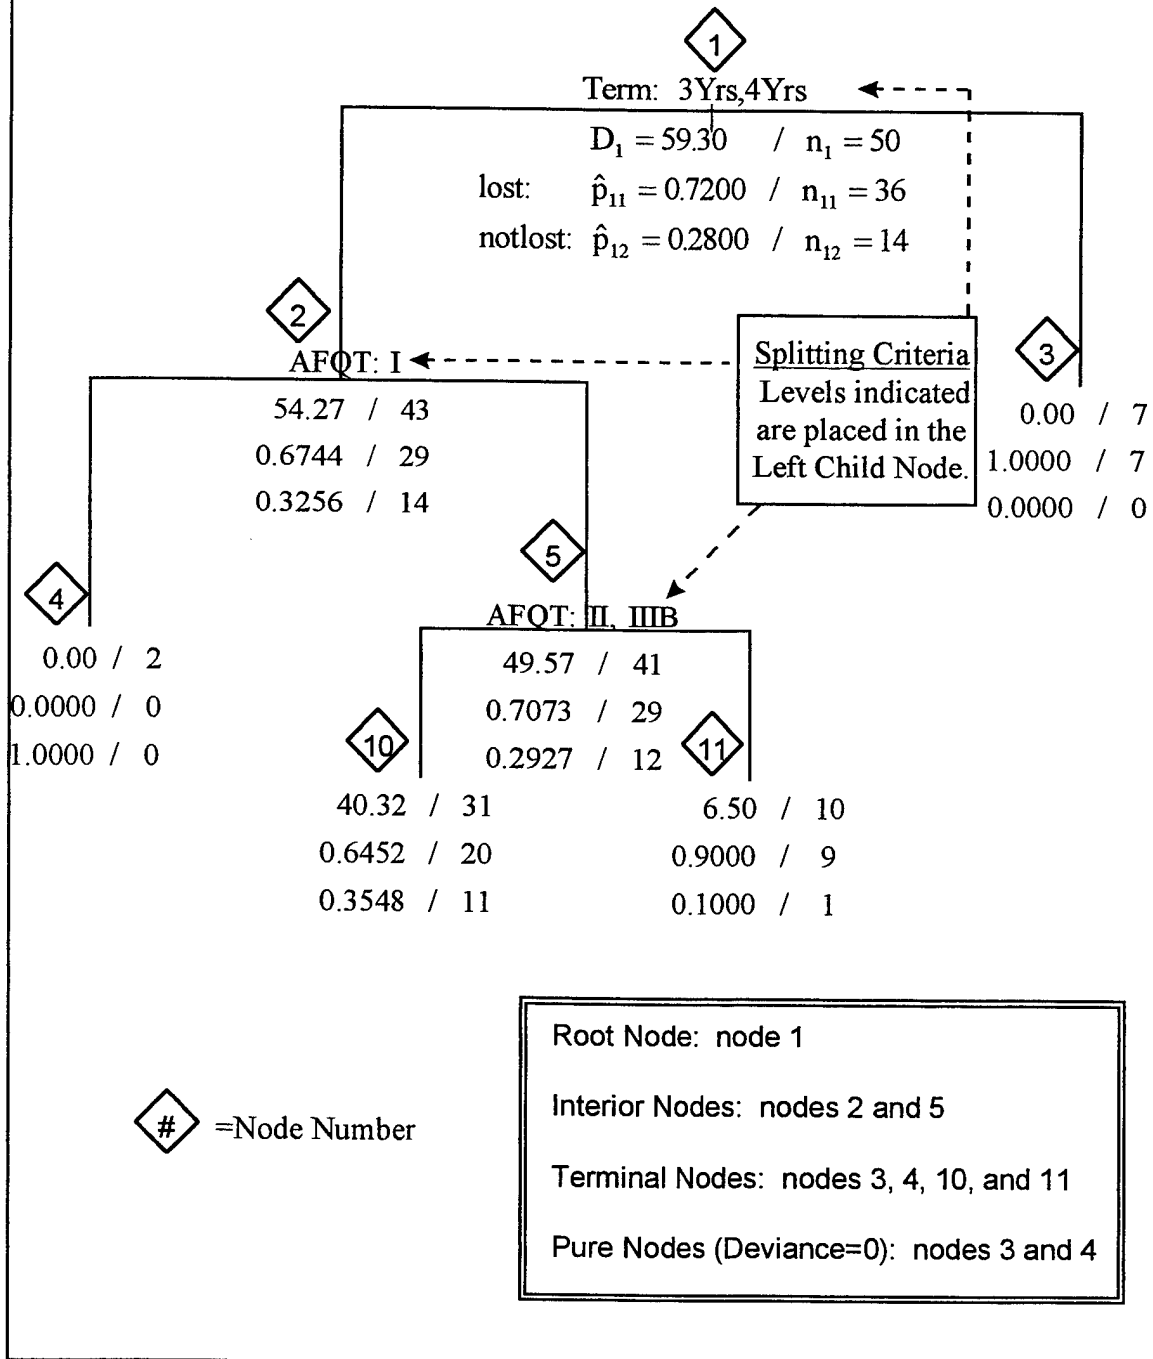 1
Term: 3Yrs,4Yrs
D₁ = 59.30 / n₁ = 50
lost: p̂₁₁ = 0.7200 / n₁₁ = 36
notlost: p̂₁₂ = 0.2800 / n₁₂ = 14
2
AFQT: I
54.27 / 43
0.6744 / 29
0.3256 / 14
Splitting Criteria
Levels indicated
are placed in the
Left Child Node.
3
0.00 / 7
1.0000 / 7
0.0000 / 0
4
0.00 / 2
0.0000 / 0
1.0000 / 0
5
AFQT: II, IIIB
49.57 / 41
0.7073 / 29
0.2927 / 12
10
40.32 / 31
0.6452 / 20
0.3548 / 11
11
6.50 / 10
0.9000 / 9
0.1000 / 1
# =Node Number
Root Node: node 1
Interior Nodes: nodes 2 and 5
Terminal Nodes: nodes 3, 4, 10, and 11
Pure Nodes (Deviance=0): nodes 3 and 4